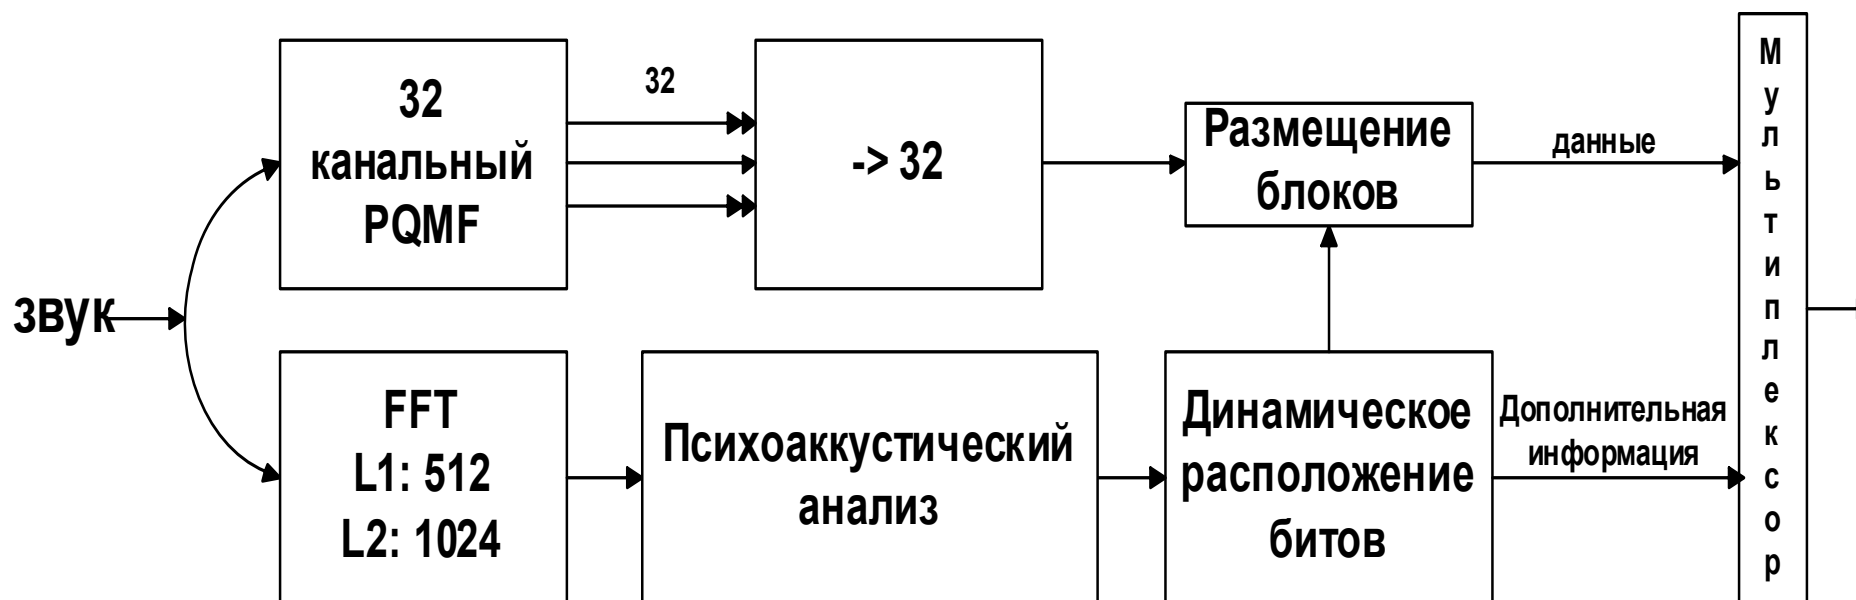 звук
32
канальный
PQMF
32
-> 32
Размещение
блоков
данные
FFT
L1: 512
L2: 1024
Психоаккустический
анализ
Динамическое
расположение
битов
Дополнительная
информация
Мультиплексор